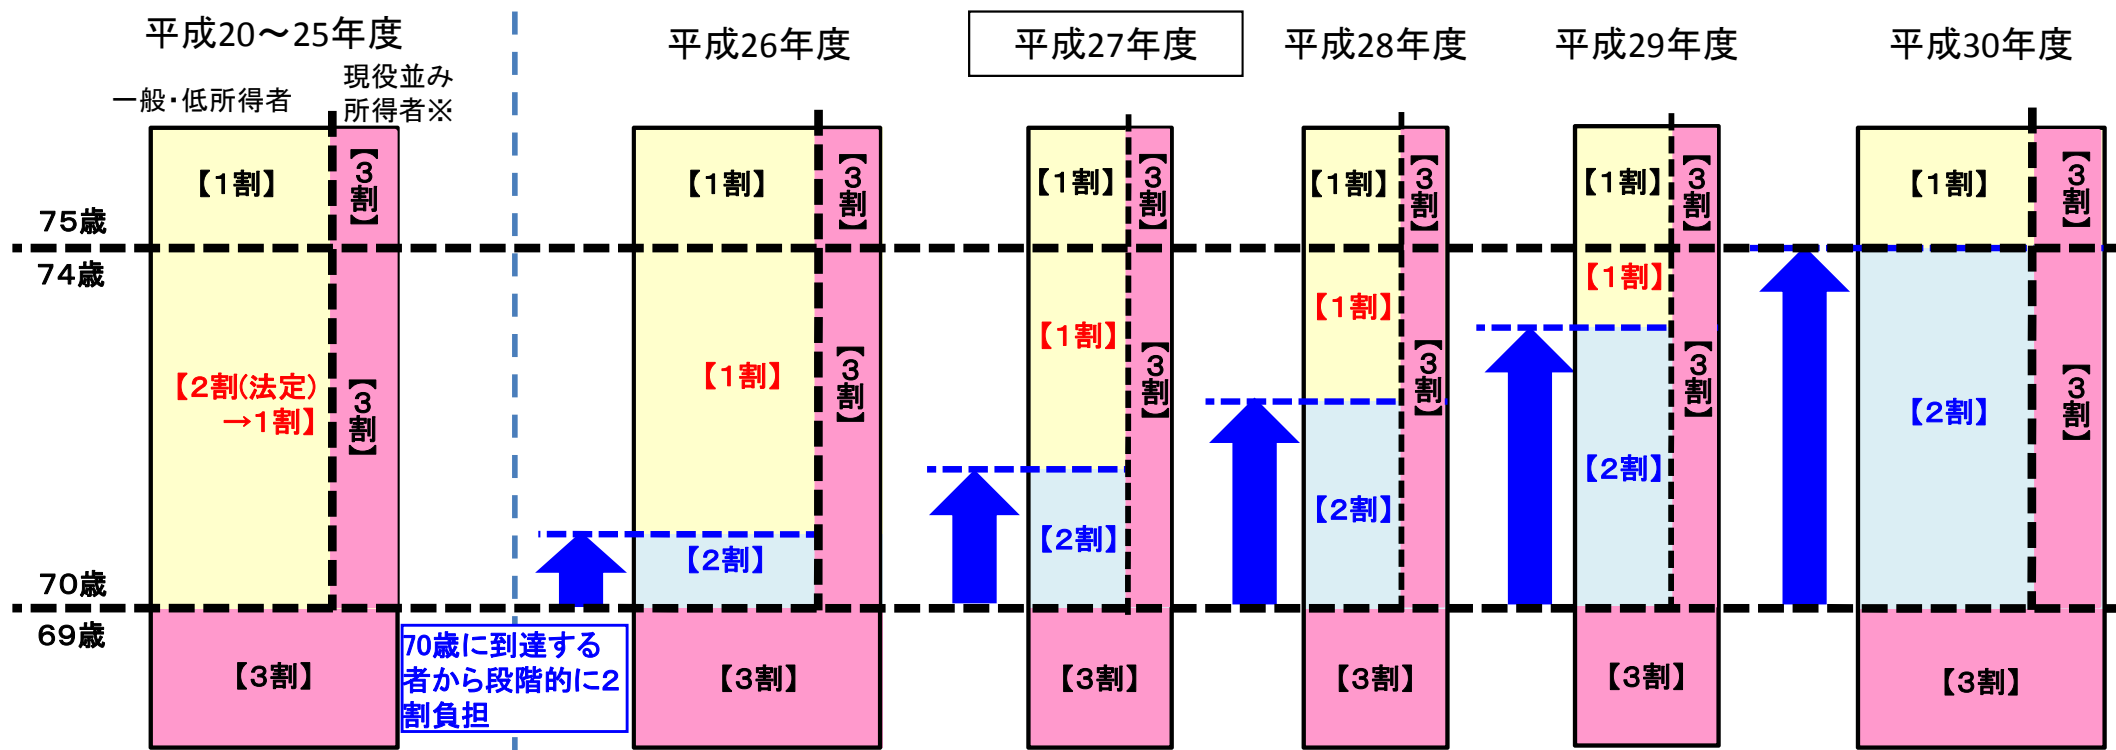 平成20～25年度
平成26年度
平成27年度
平成28年度
平成29年度
平成30年度
一般・低所得者
現役並み
所得者※
75歳
74歳
70歳
69歳
【1割】
【3割】
【2割(法定)
→1割】
【3割】
【3割】
70歳に到達する
者から段階的に2
割負担
【1割】
【3割】
【1割】
【3割】
【2割】
【3割】
【1割】
【3割】
【1割】
【3割】
【2割】
【3割】
【1割】
【3割】
【1割】
【3割】
【2割】
【3割】
【1割】
【3割】
【1割】
【3割】
【2割】
【3割】
【1割】
【3割】
【2割】
【3割】
【3割】